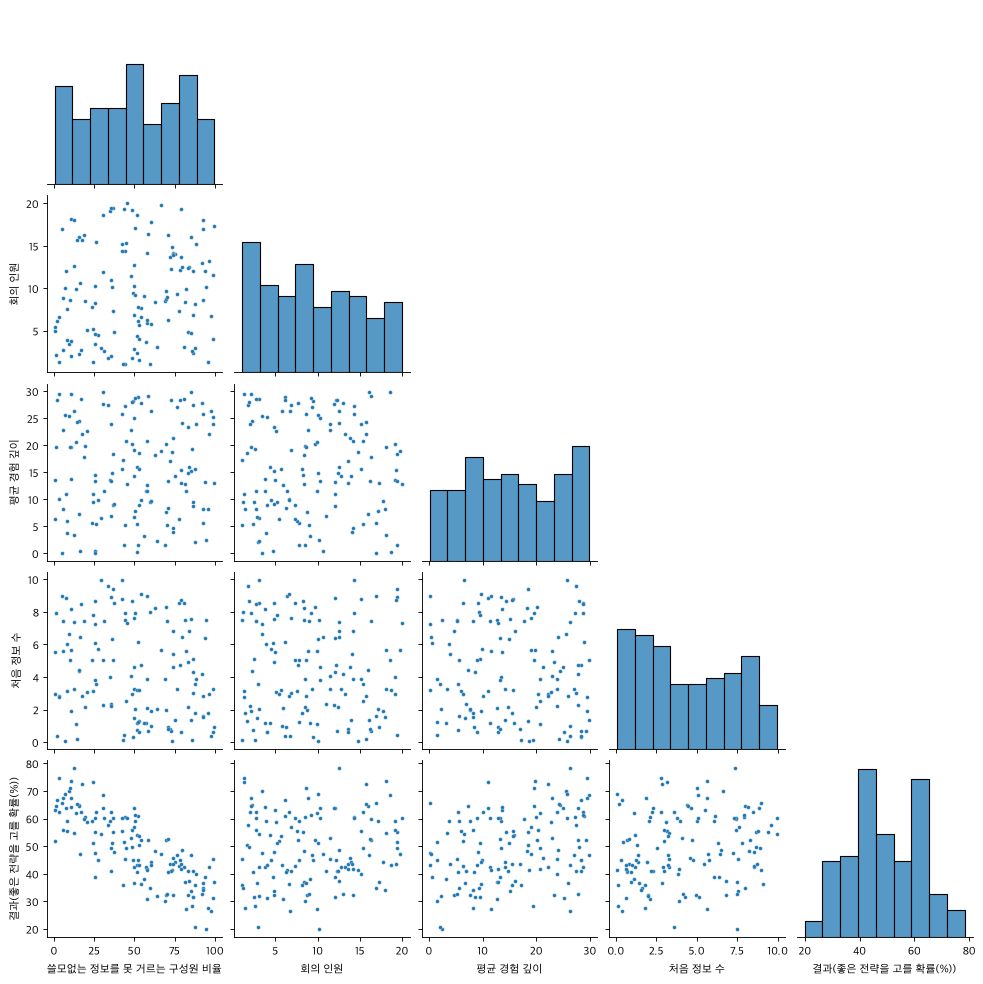 회의 인원
20
15
10
5
평균 경험 깊이
30
25
20
15
10
5
0
처음 정보 수
10
8
6
4
2
0
결과(좋은 전략을 고를 확률(%))
80
70
60
50
40
30
20
0 25 50 75 100
5 10 15 20
0 10 20 30
0.0 2.5 5.0 7.5 10.0
20 40 60 80
쓸모없는 정보를 못 거르는 구성원 비율
회의 인원
평균 경험 깊이
처음 정보 수
결과(좋은 전략을 고를 확률(%))